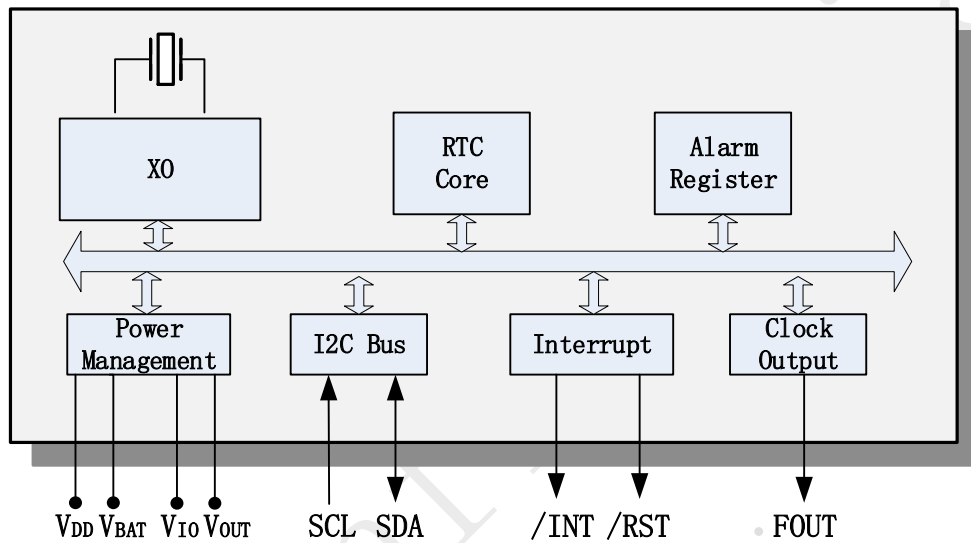 XO
RTC
Core
Alarm
Register
Power
Management
I2C Bus
Interrupt
Clock
Output
VDD VBAT VIO VOUT SCL SDA /INT /RST FOUT